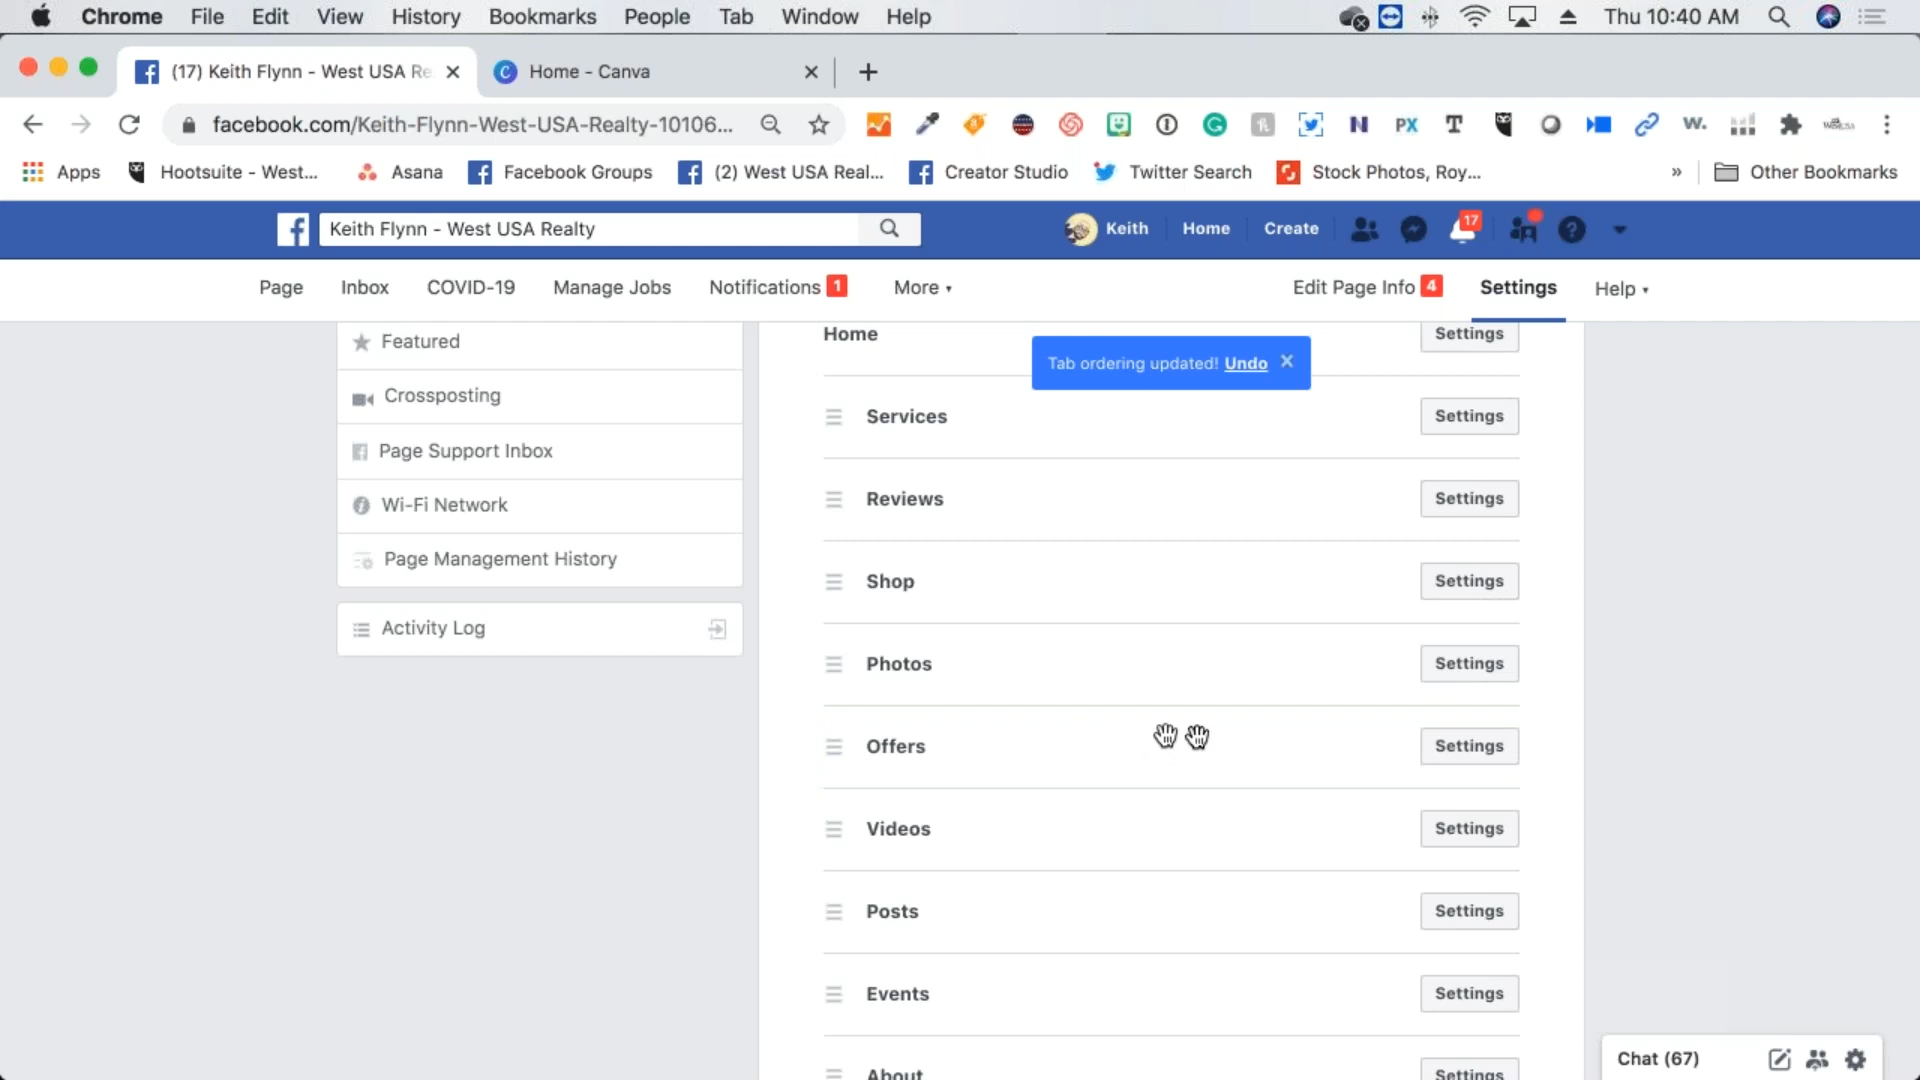 Chrome File Edit View History Bookmarks People Tab Window Help Thu 10:40 AM
(17) Keith Flynn - West USA Re
Home - Canva
facebook.com/Keith-Flynn-West-USA-Realty-10106...
Apps Hootsuite - West... Asana Facebook Groups (2) West USA Real... Creator Studio Twitter Search Stock Photos, Roy... » Other Bookmarks
Keith Flynn - West USA Realty
Keith Home Create 17
Page Inbox COVID-19 Manage Jobs Notifications 1 More Edit Page Info 4 Settings Help
Featured
Crossposting
Page Support Inbox
Wi-Fi Network
Page Management History
Activity Log
Home Settings
Tab ordering updated! Undo
Services Settings
Reviews Settings
Shop Settings
Photos Settings
Offers Settings
Videos Settings
Posts Settings
Events Settings
About Settings
Chat (67)